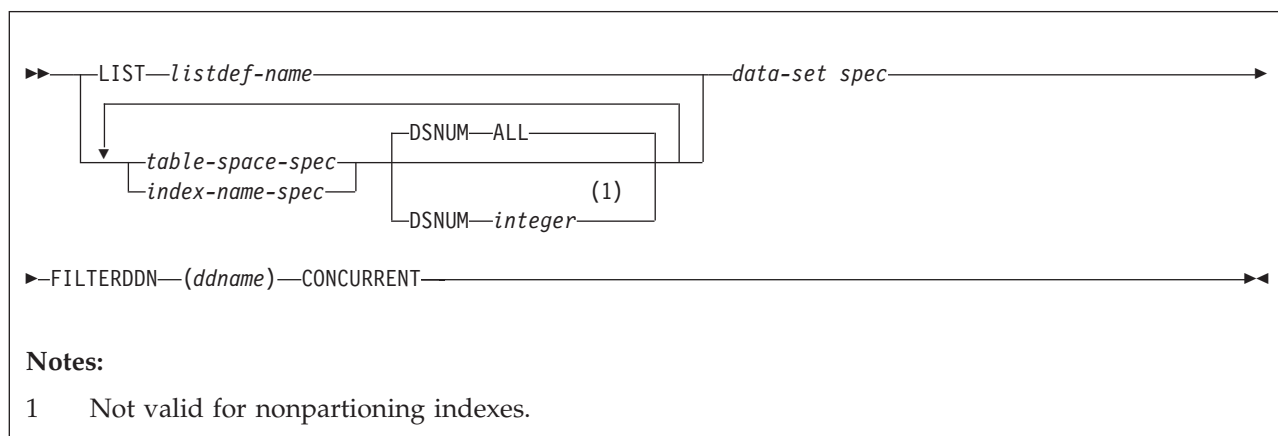 LIST listdef-name data-set spec
DSNUM ALL
table-space-spec
index-name-spec
(1)
DSNUM integer
FILTERDDN (ddname) CONCURRENT
Notes:
1 Not valid for nonpartioning indexes.